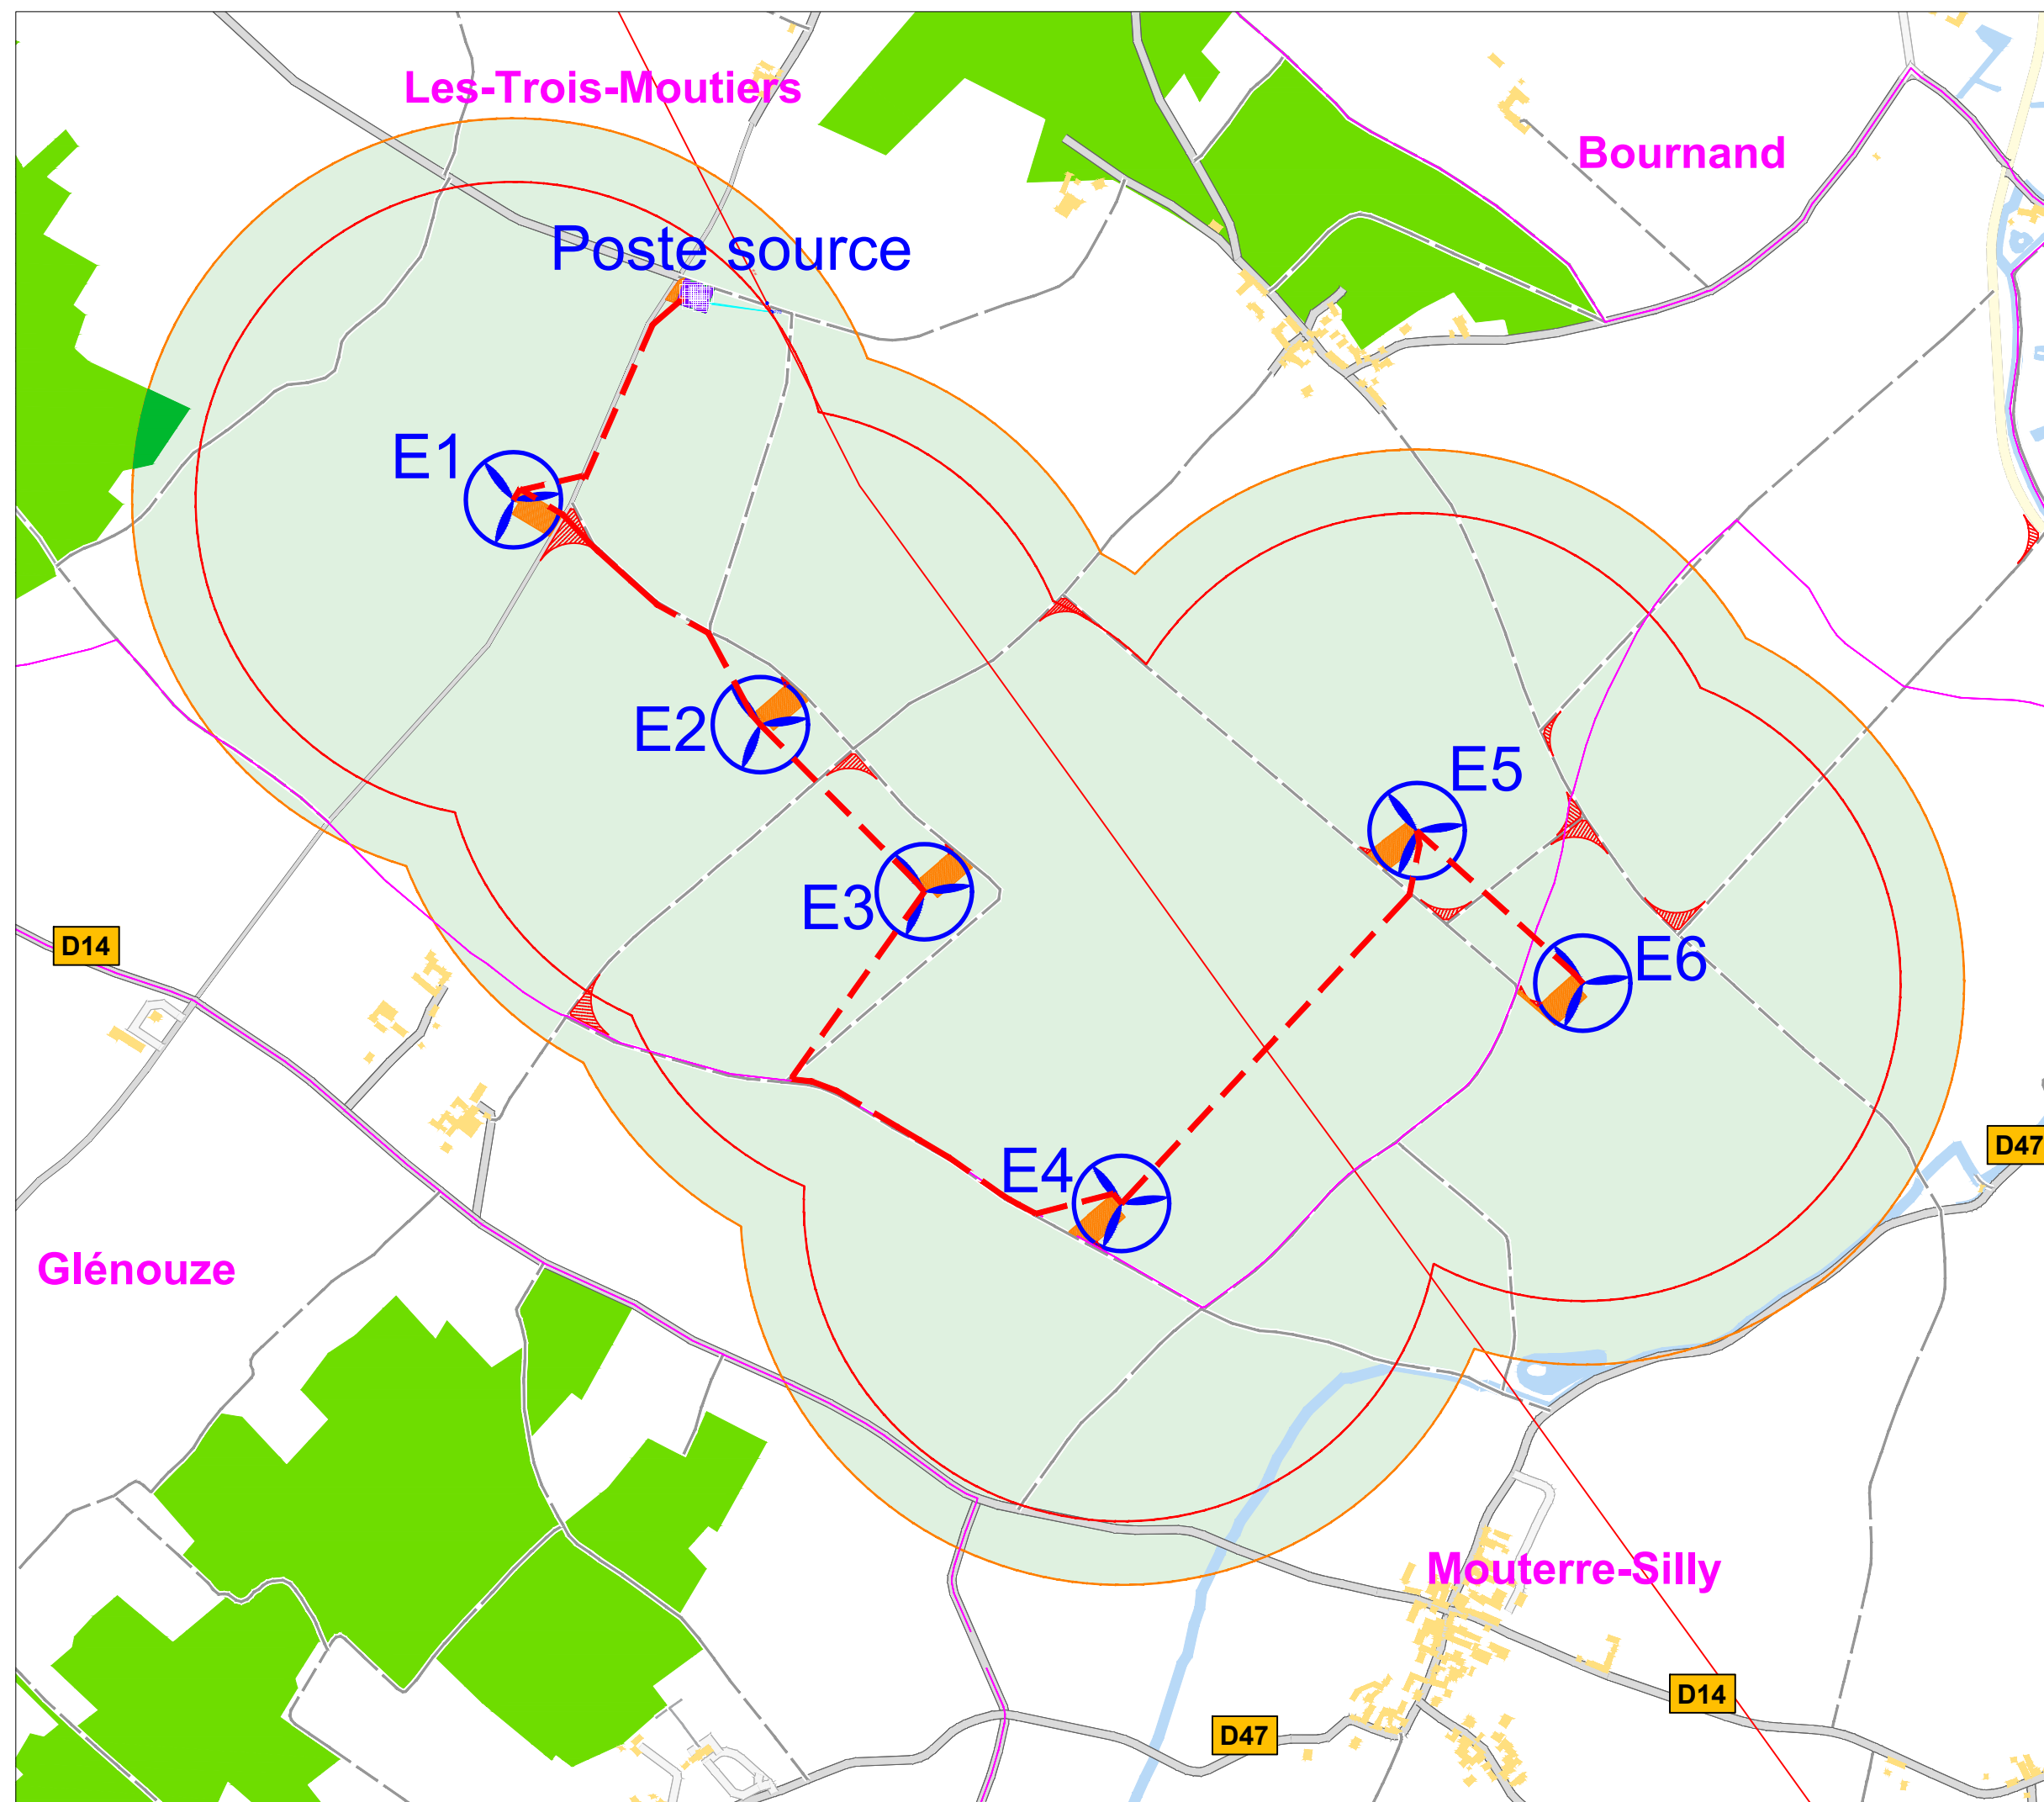 Les-Trois-Moutiers
Bournand
Poste source
E1
E2
E5
E3
D14
E6
D47
E4
Glénouze
Mouterre-Silly
D14
D47